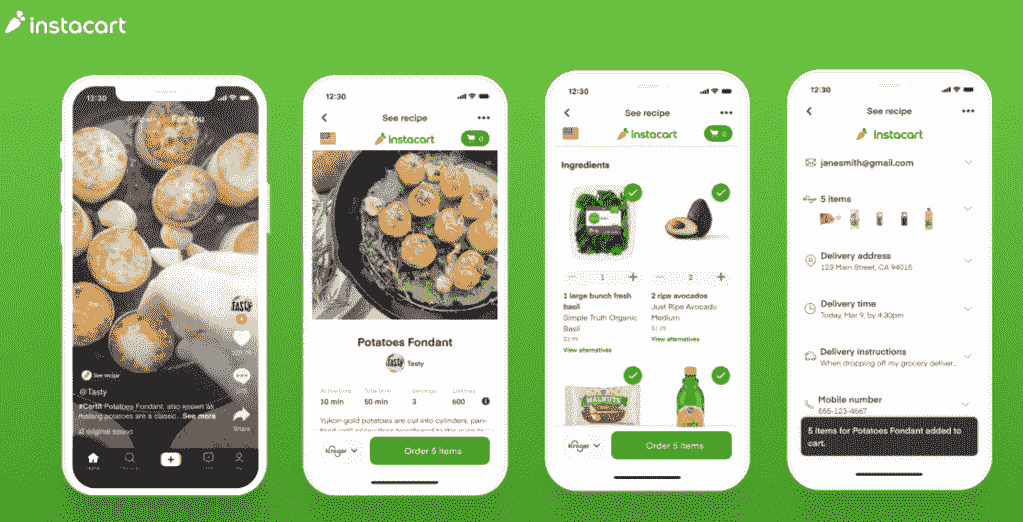 instacart
12:30
Following For You
TASTY
See recipe
@Tasty
#CartIt Potatoes Fondant, also known as
melting potatoes are a classic. See more
original sound
Share
12:30
See recipe
instacart
0
Potatoes Fondant
TASTY Tasty
Active time Total time Servings Calories
10 min 50 min 3 600
Yukon gold potatoes are cut into cylinders, pan-
Kroger
Order 5 items
12:30
See recipe
instacart
0
Ingredients
1 2
1 large bunch fresh
basil
Simple Truth Organic
Basil
$3.99
View alternatives
2 ripe avocados
Just Ripe Avocado
Medium
View alternatives
WALNUTS
Kroger
Order 5 items
12:30
See recipe
instacart
janesmith@gmail.com
Kroger 5 items
Delivery address
123 Main Street, CA 94015
Delivery time
Today, Mar 9, by 4:30pm
Delivery instructions
When dropping off my grocery deliver...
Mobile number
555-123-4567
5 items for Potatoes Fondant added to
cart.